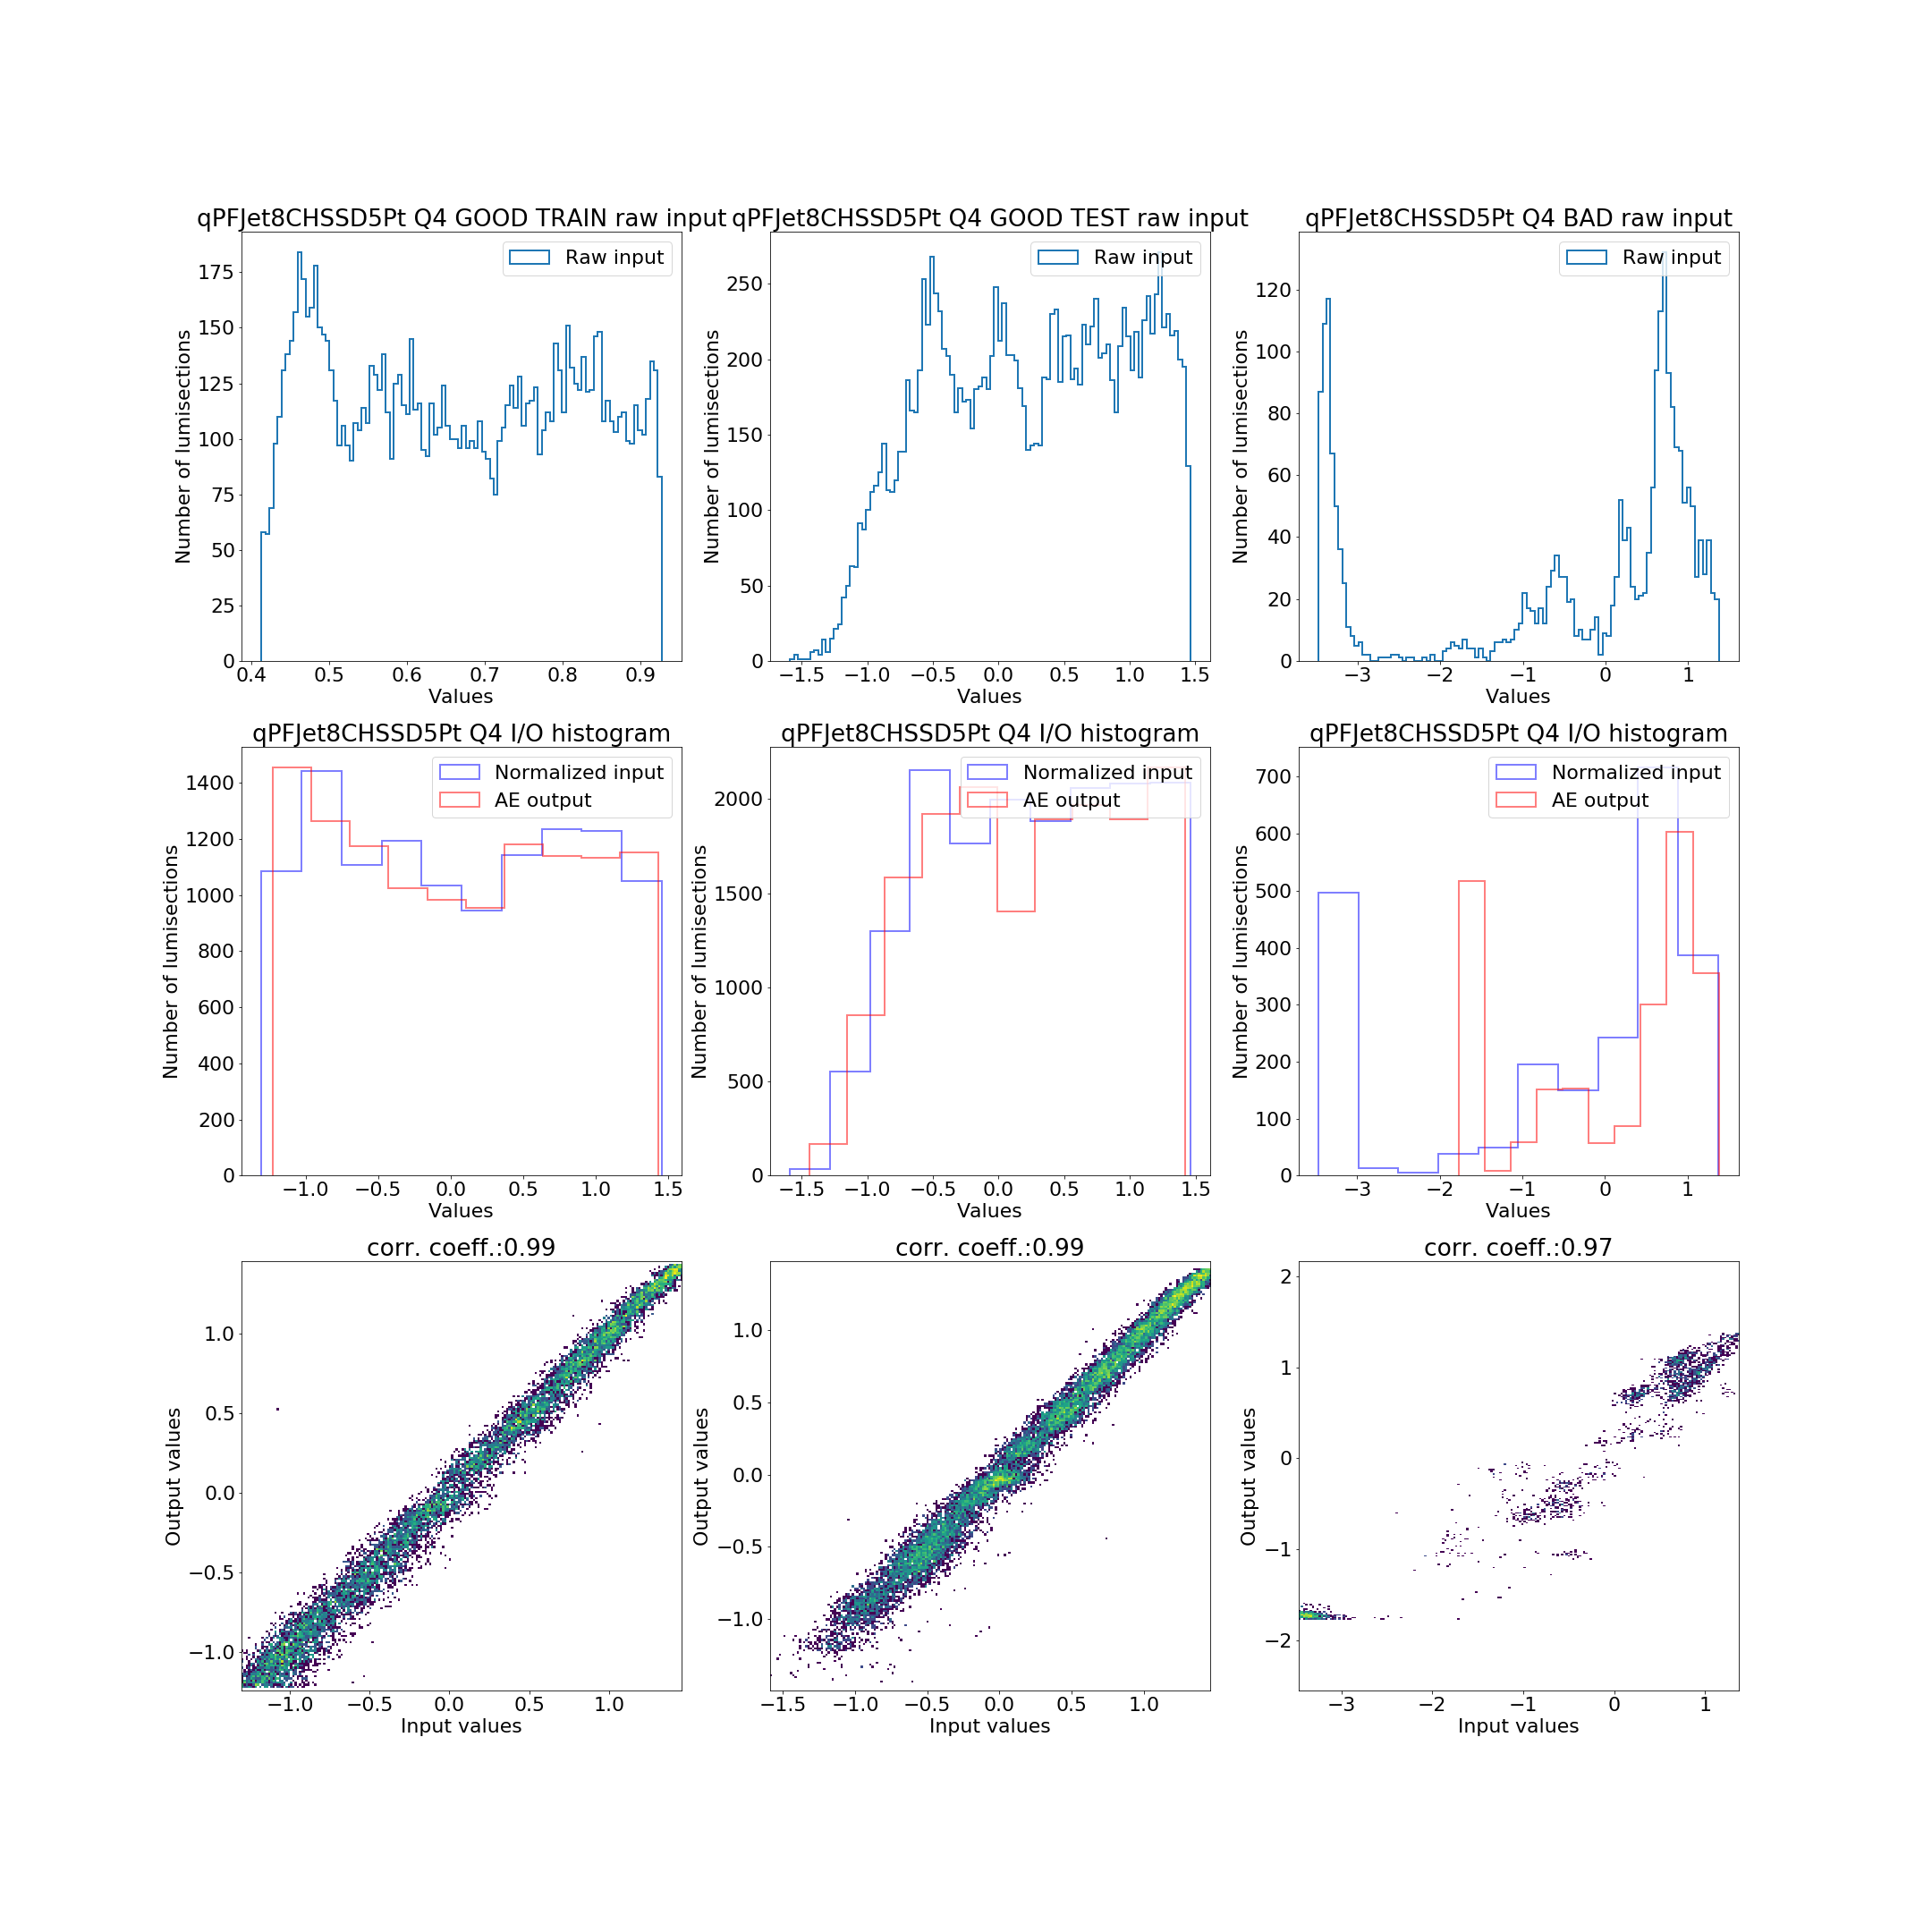 qPFJet8CHSSD5Pt Q4 GOOD TRAIN raw input
Raw input
175
150
125
100
75
50
25
0
Number of lumisections
0.4 0.5 0.6 0.7 0.8 0.9
Values
qPFJet8CHSSD5Pt Q4 GOOD TEST raw input
Raw input
250
200
150
100
50
0
Number of lumisections
−1.5 −1.0 −0.5 0.0 0.5 1.0 1.5
Values
qPFJet8CHSSD5Pt Q4 BAD raw input
Raw input
120
100
80
60
40
20
0
Number of lumisections
−3 −2 −1 0 1
Values
qPFJet8CHSSD5Pt Q4 I/O histogram
Normalized input
AE output
1400
1200
1000
800
600
400
200
0
Number of lumisections
−1.0 −0.5 0.0 0.5 1.0 1.5
Values
qPFJet8CHSSD5Pt Q4 I/O histogram
Normalized input
AE output
2000
1500
1000
500
0
Number of lumisections
−1.5 −1.0 −0.5 0.0 0.5 1.0 1.5
Values
qPFJet8CHSSD5Pt Q4 I/O histogram
Normalized input
AE output
700
600
500
400
300
200
100
0
Number of lumisections
−3 −2 −1 0 1
Values
corr. coeff.:0.99
1.0
0.5
0.0
−0.5
−1.0
Output values
−1.0 −0.5 0.0 0.5 1.0
Input values
corr. coeff.:0.99
1.0
0.5
0.0
−0.5
−1.0
Output values
−1.5 −1.0 −0.5 0.0 0.5 1.0
Input values
corr. coeff.:0.97
2
1
0
−1
−2
Output values
−3 −2 −1 0 1
Input values